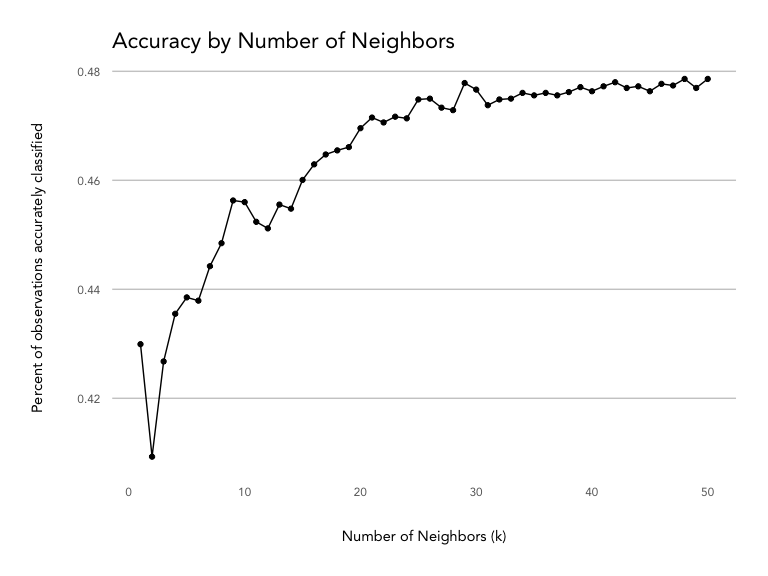 Accuracy by Number of Neighbors
0.48
0.46
0.44
0.42
Percent of observations accurately classified
0 10 20 30 40 50
Number of Neighbors (k)